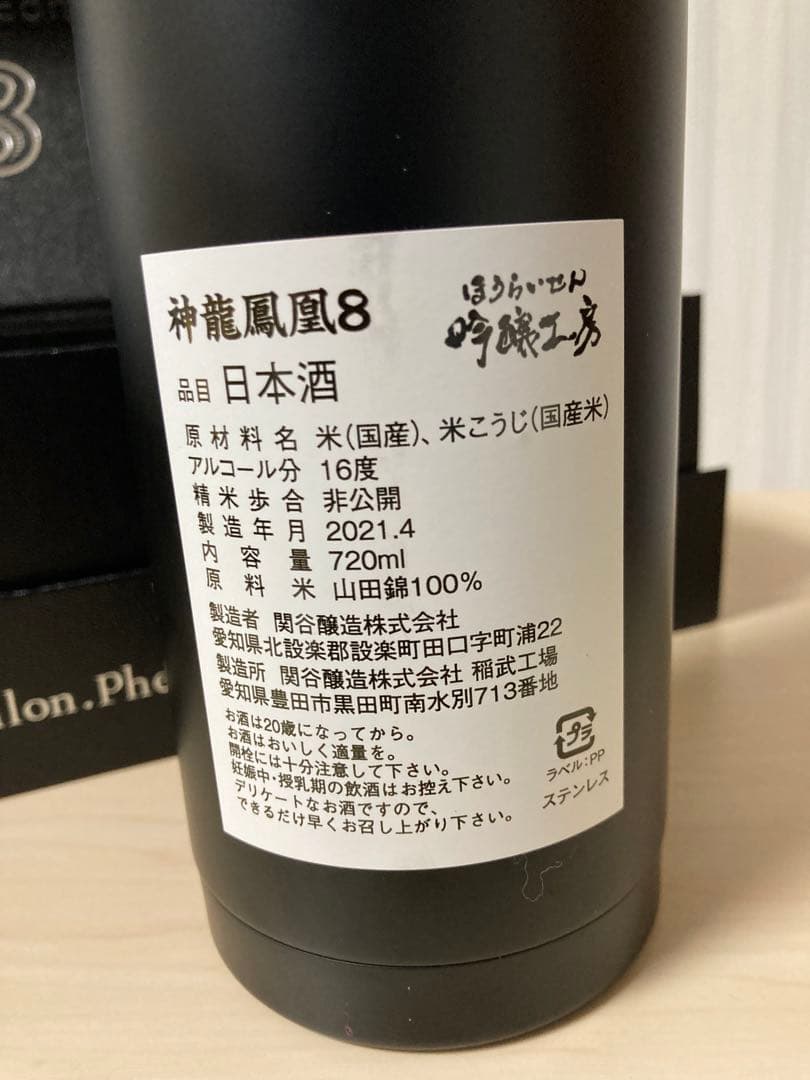 8
神龍鳳凰8
ほうらいせん
吟醸工房
品目 日本酒
原材料名 米(国産)、米こうじ(国産米)
アルコール分 16度
精米歩合 非公開
製造年月 2021.4
内容量 720ml
原料米 山田錦100%
製造者 関谷醸造株式会社
愛知県北設楽郡設楽町田口字町浦22
製造所 関谷醸造株式会社 稲武工場
愛知県豊田市黒田町南水別713番地
お酒は20歳になってから。
お酒はおいしく適量を。
開栓には十分注意して下さい。
妊娠中・授乳期の飲酒はお控え下さい。
デリケートなお酒ですので、
できるだけ早くお召し上がり下さい。
プラ
ラベル:PP
ステンレス
lon.Phe